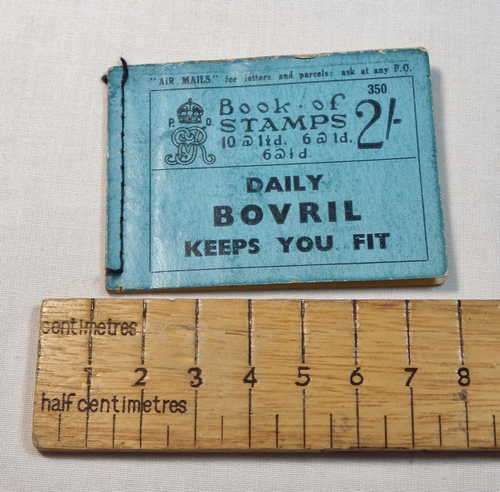 "AIR MAILS" for letters and parcels: ask at any P.O.
350
Book·of
P. O. STAMPS 2/-
10@1½d. 6@1d.
6@½d
DAILY
BOVRIL
KEEPS YOU FIT
centimetres
1 2 3 4 5 6 7 8
half centimetres